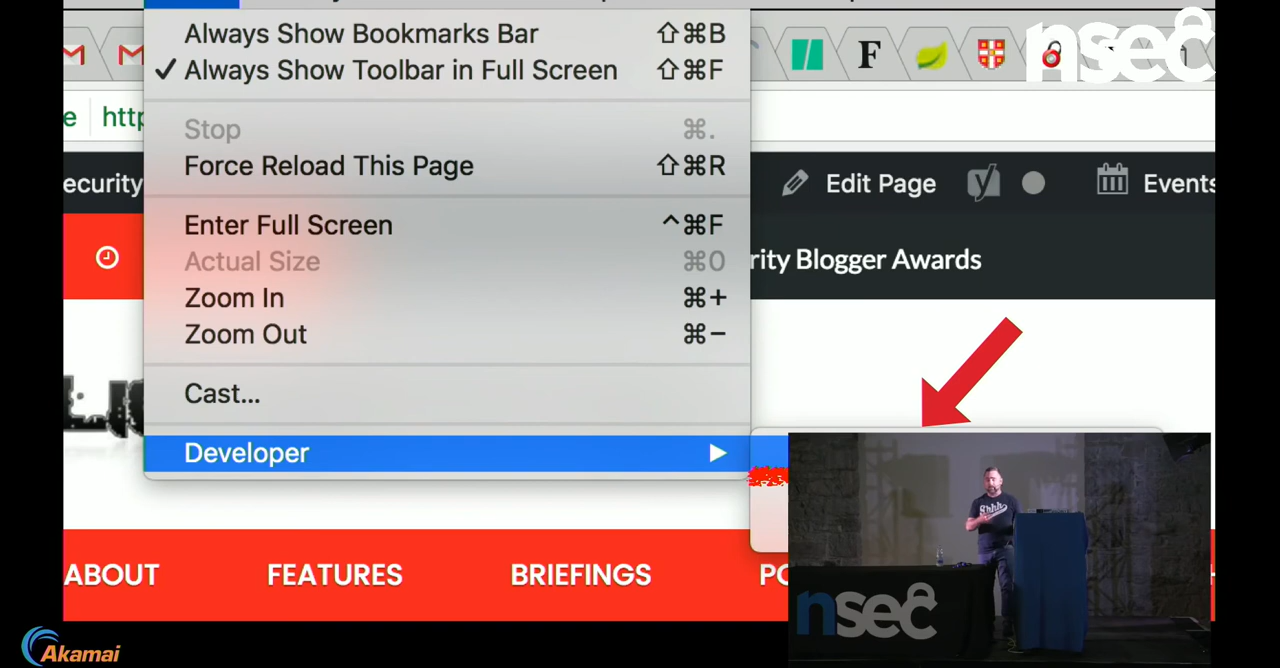 Always Show Bookmarks Bar ⇧⌘B
✓ Always Show Toolbar in Full Screen ⇧⌘F
nsec
F
e http
Stop ⌘.
Force Reload This Page ⇧⌘R
ecurity
Edit Page
Events
Enter Full Screen ^⌘F
Actual Size ⌘0
rity Blogger Awards
Zoom In ⌘+
Zoom Out ⌘−
Cast...
Developer
Shhh
ABOUT FEATURES BRIEFINGS PO
nsec
Akamai